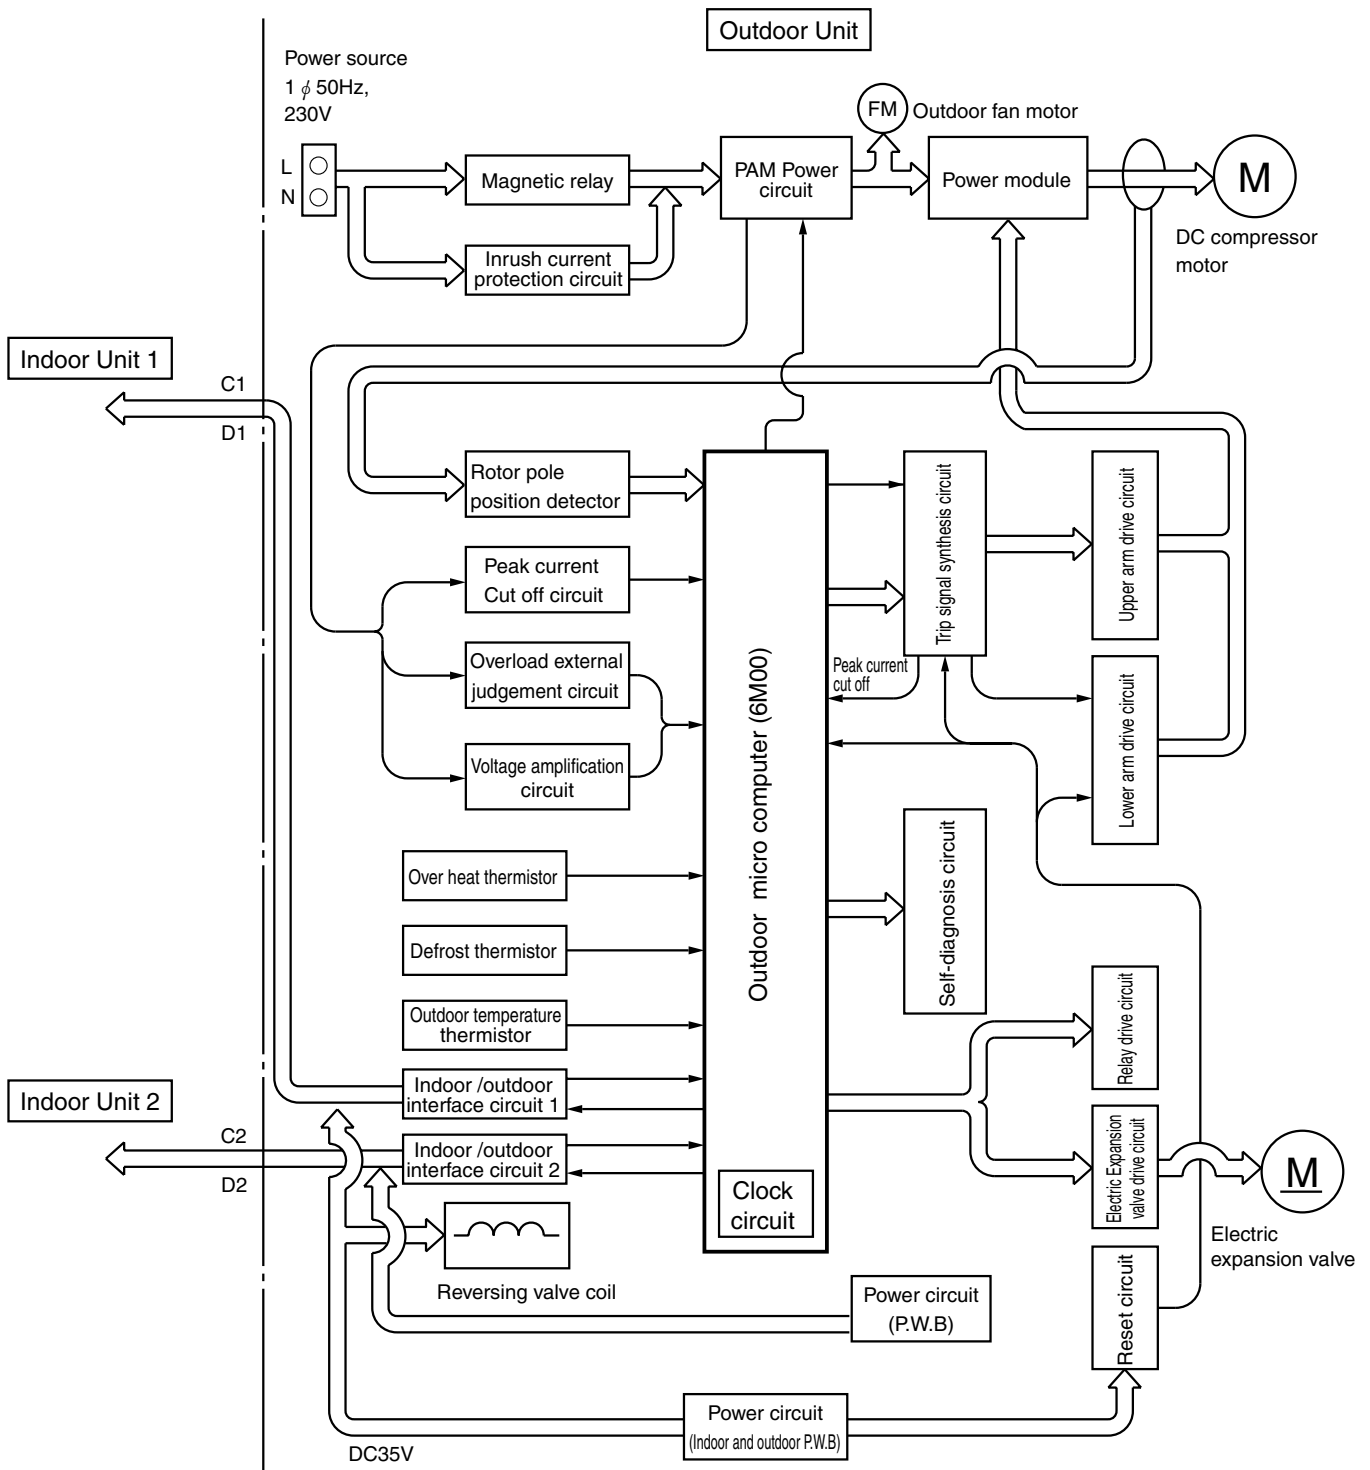 Outdoor Unit
Power source
1 ϕ 50Hz,
230V
FM
Outdoor fan motor
L
N
Magnetic relay
PAM Power
circuit
Power module
M
DC compressor
motor
Inrush current
protection circuit
Indoor Unit 1
C1
D1
Rotor pole
position detector
Peak current
Cut off circuit
Overload external
judgement circuit
Voltage amplification
circuit
Outdoor micro computer (6M00)
Trip signal synthesis circuit
Upper arm drive circuit
Peak current
cut off
Lower arm drive circuit
Over heat thermistor
Defrost thermistor
Outdoor temperature
thermistor
Self-diagnosis circuit
Relay drive circuit
Indoor Unit 2
Indoor /outdoor
interface circuit 1
C2
D2
Indoor /outdoor
interface circuit 2
Clock
circuit
Electric Expansion
valve drive circuit
M
Electric
expansion valve
Reversing valve coil
Power circuit
(P.W.B)
Reset circuit
Power circuit
(Indoor and outdoor P.W.B)
DC35V